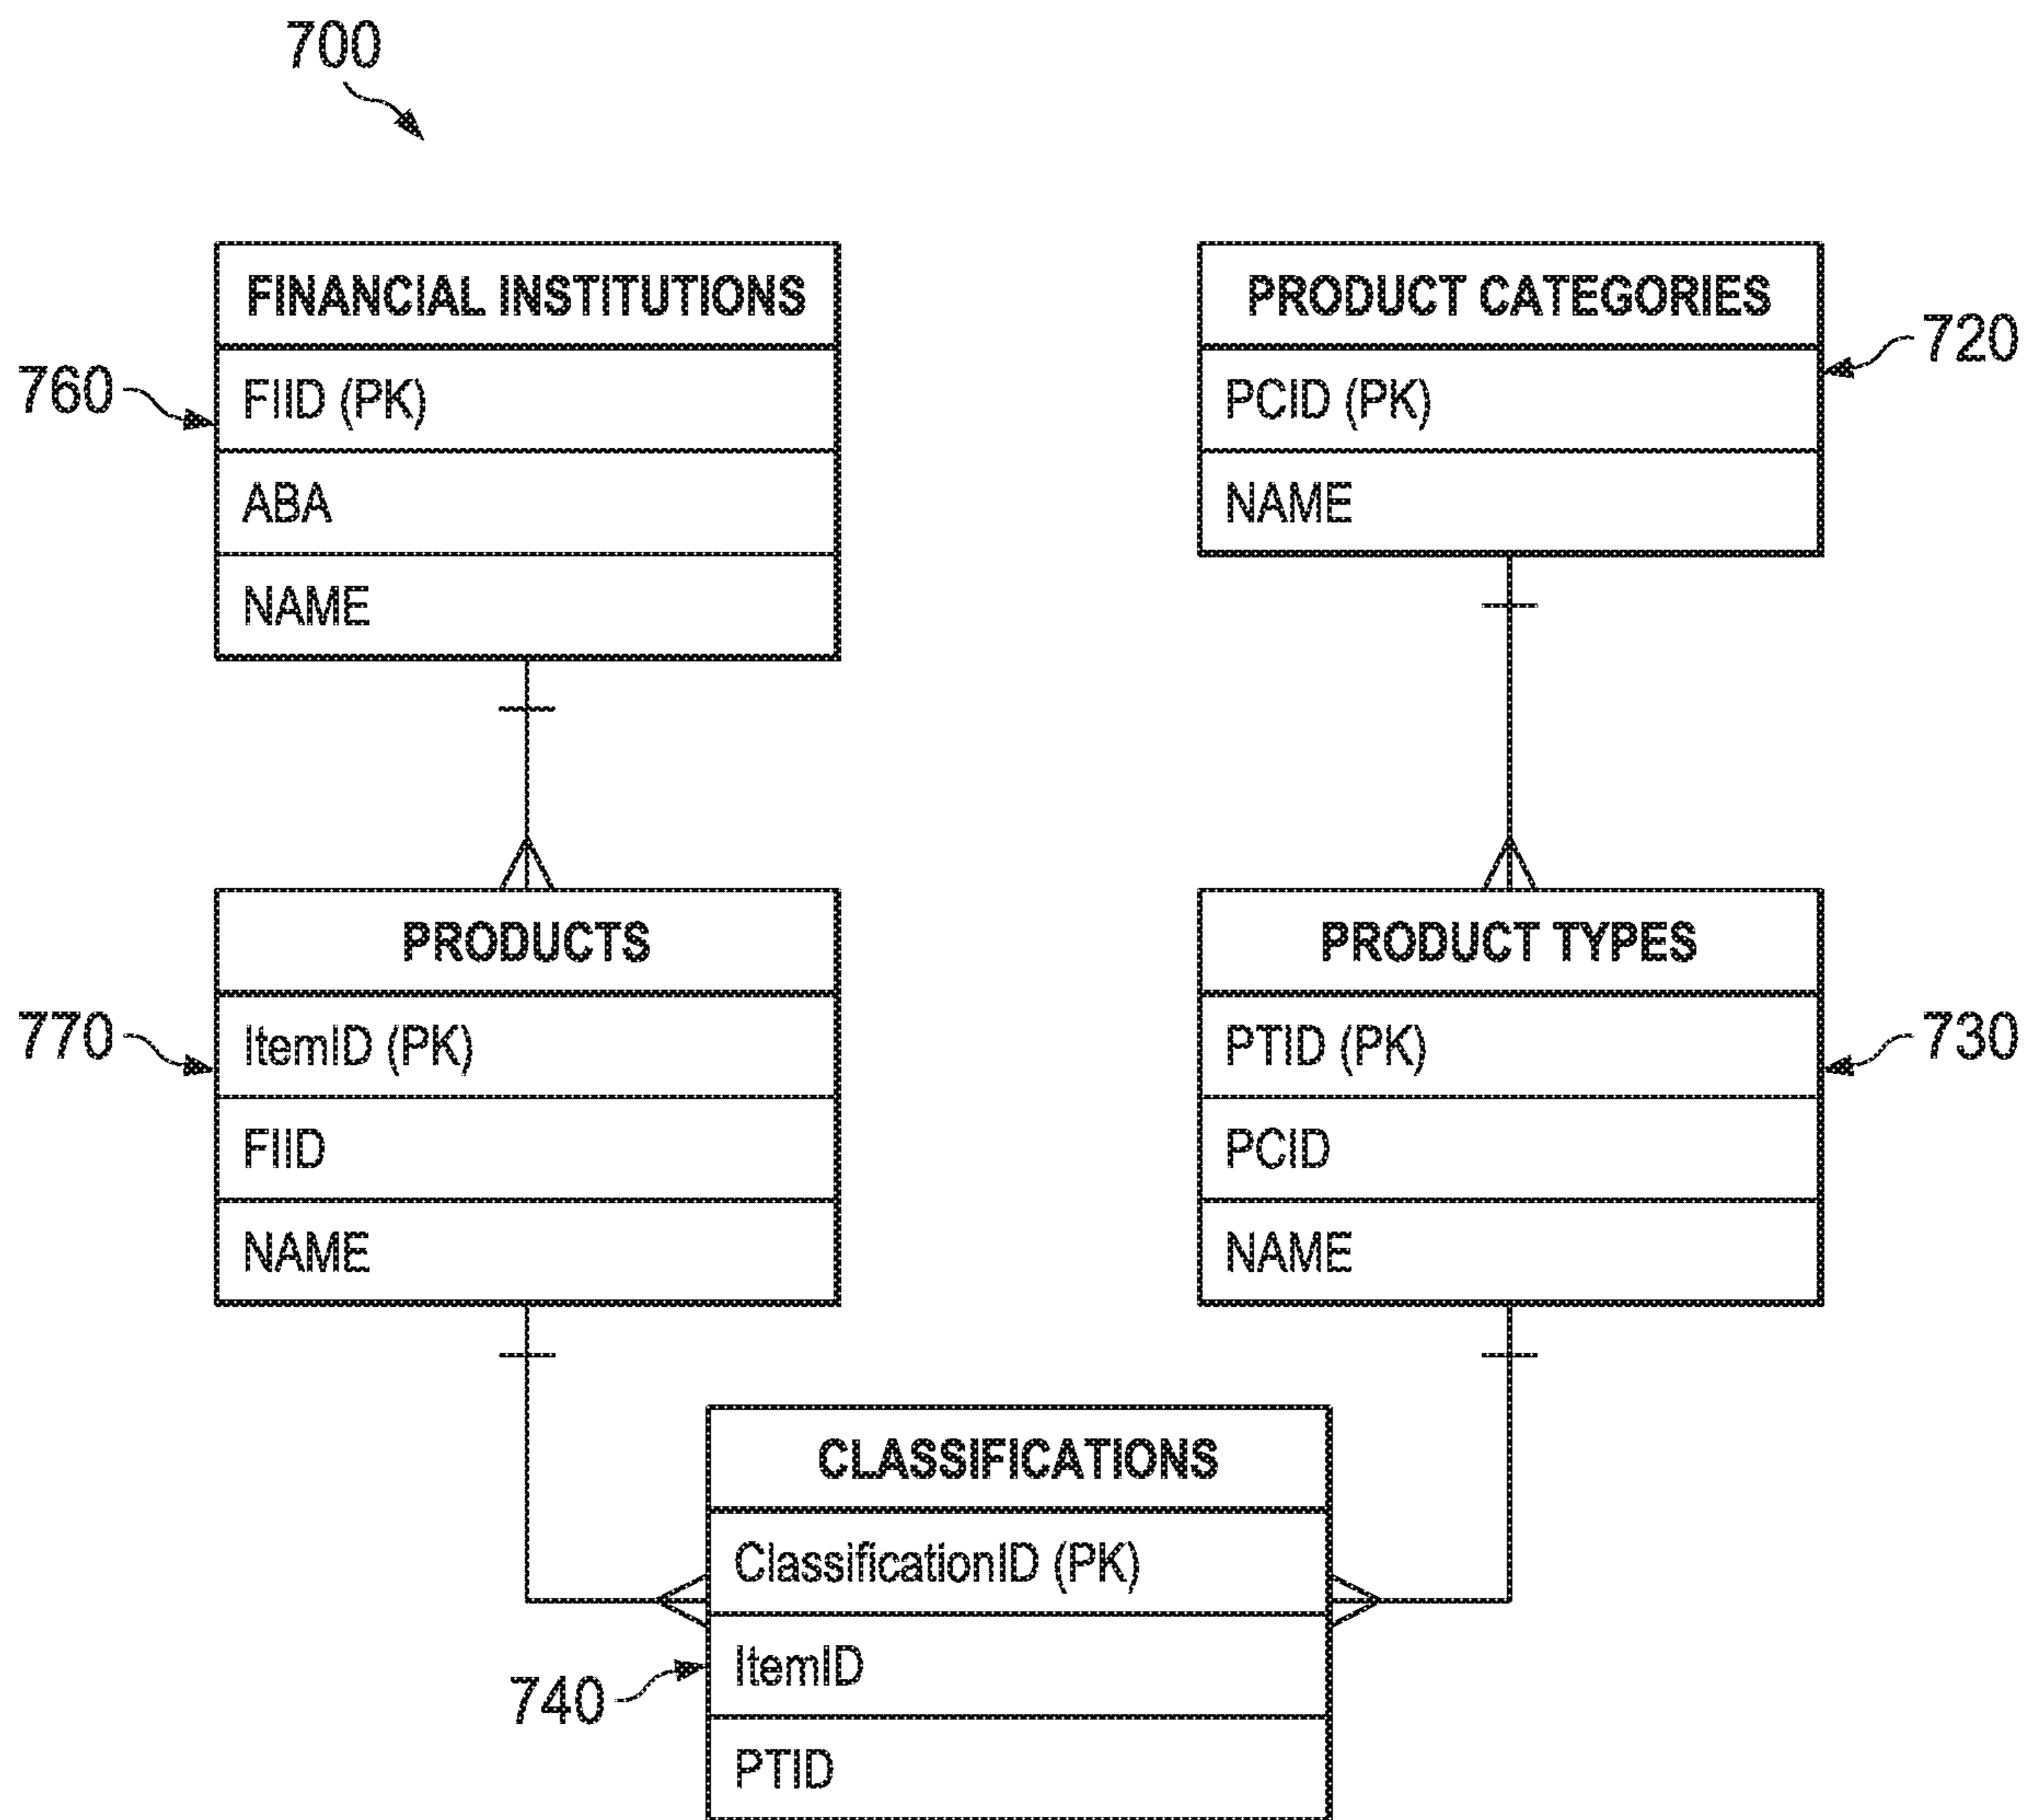 700
FINANCIAL INSTITUTIONS
760
FIID (PK)
ABA
NAME
PRODUCT CATEGORIES
720
PCID (PK)
NAME
PRODUCTS
770
ItemID (PK)
FIID
NAME
PRODUCT TYPES
730
PTID (PK)
PCID
NAME
CLASSIFICATIONS
ClassificationID (PK)
740
ItemID
PTID